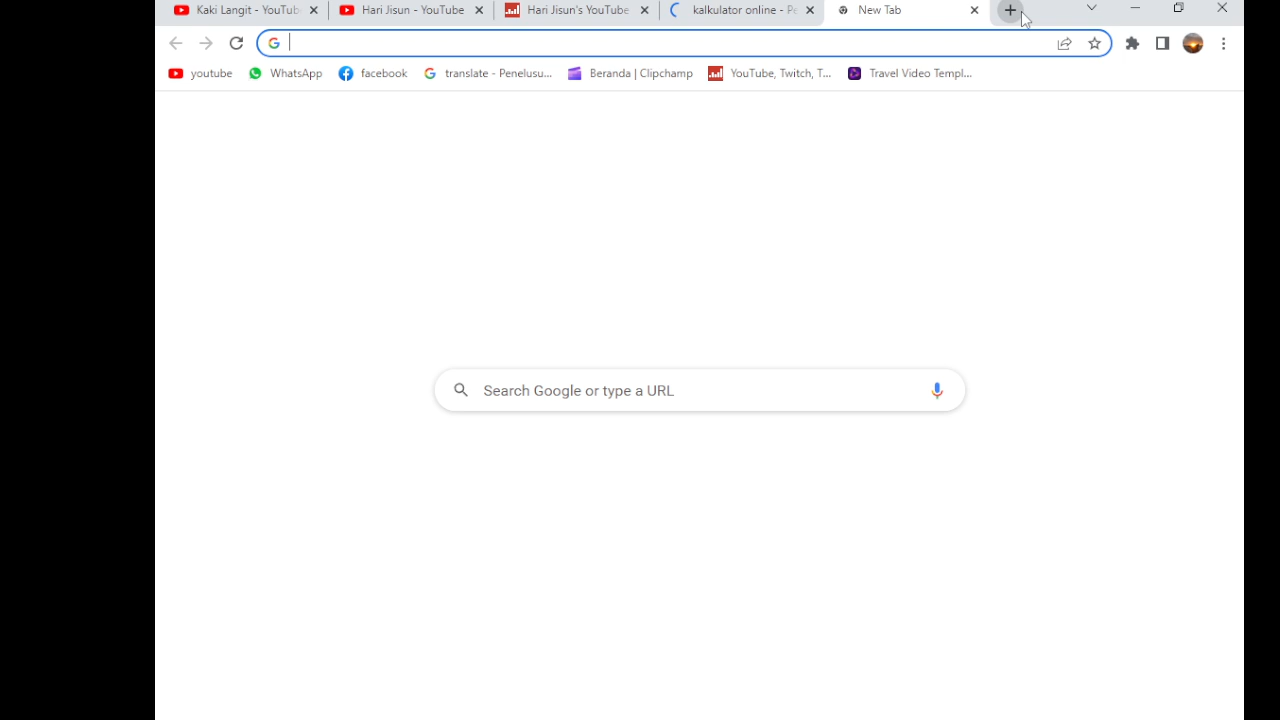 Kaki Langit - YouTub
Hari Jisun - YouTube
Hari Jisun's YouTube
kalkulator online - Pe
New Tab
youtube
WhatsApp
facebook
translate - Penelusu...
Beranda | Clipchamp
YouTube, Twitch, T...
Travel Video Templ...
Search Google or type a URL